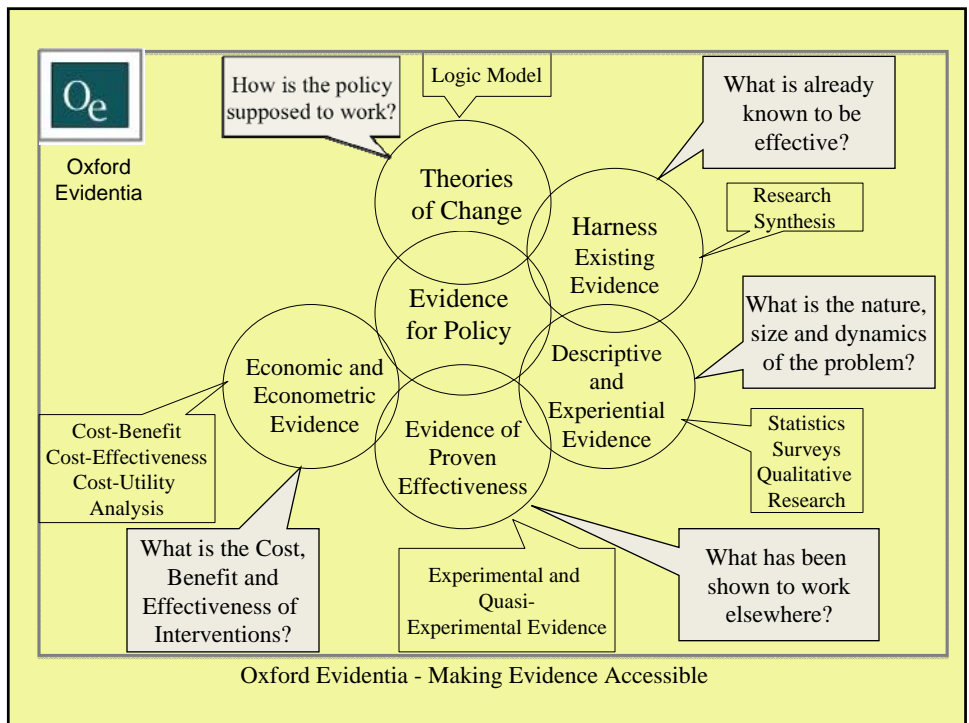 Oe
Oxford
Evidentia
How is the policy
supposed to work?
Logic Model
What is already
known to be
effective?
Theories
of Change
Harness
Existing
Evidence
Research
Synthesis
Evidence
for Policy
What is the nature,
size and dynamics
of the problem?
Economic and
Econometric
Evidence
Descriptive
and
Experiential
Evidence
Cost-Benefit
Cost-Effectiveness
Cost-Utility
Analysis
Evidence of
Proven
Effectiveness
Statistics
Surveys
Qualitative
Research
What is the Cost,
Benefit and
Effectiveness of
Interventions?
Experimental and
Quasi-
Experimental Evidence
What has been
shown to work
elsewhere?
Oxford Evidentia - Making Evidence Accessible